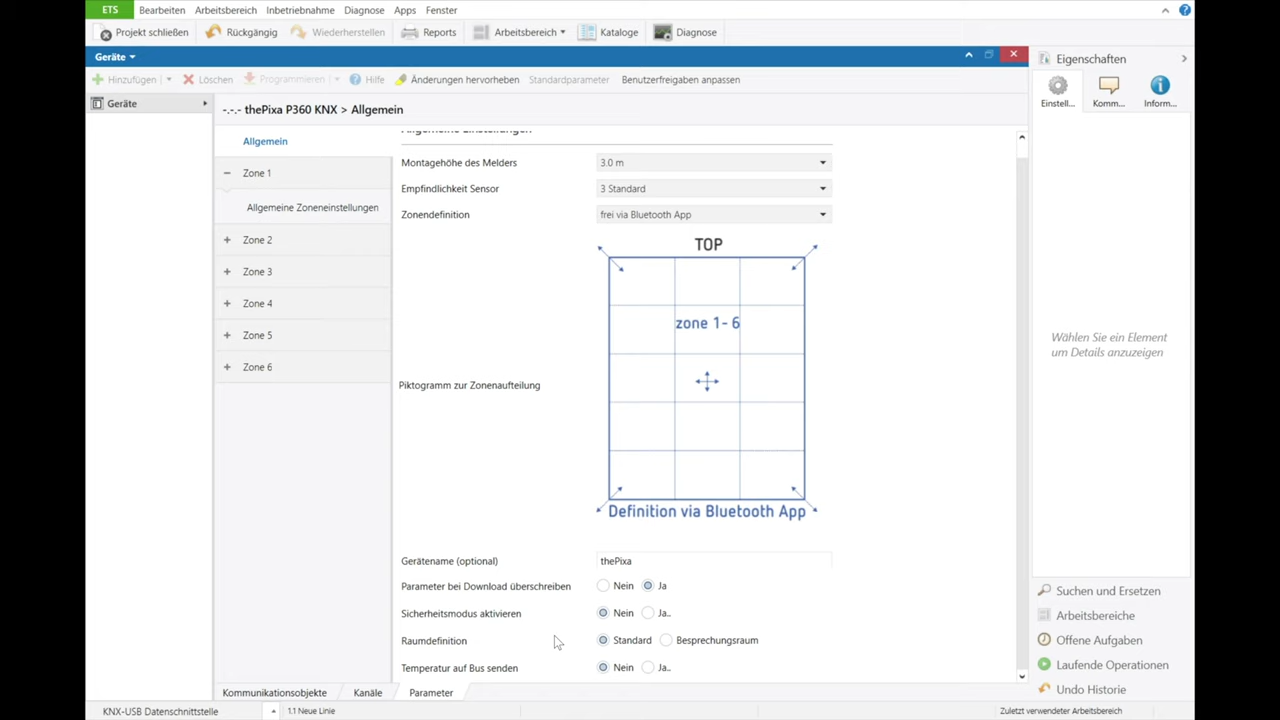 ETS Bearbeiten Arbeitsbereich Inbetriebnahme Diagnose Apps Fenster
Projekt schließen Rückgängig Wiederherstellen Reports Arbeitsbereich Kataloge Diagnose
Geräte
Hinzufügen Löschen Programmieren Hilfe Änderungen hervorheben Standardparameter Benutzerfreigaben anpassen
Geräte
-.-.- thePixa P360 KNX > Allgemein
Allgemein
Zone 1
Allgemeine Zoneneinstellungen
Zone 2
Zone 3
Zone 4
Zone 5
Zone 6
Allgemeine Einstellungen
Montagehöhe des Melders 3.0 m
Empfindlichkeit Sensor 3 Standard
Zonendefinition frei via Bluetooth App
TOP
zone 1- 6
Piktogramm zur Zonenaufteilung
Definition via Bluetooth App
Gerätename (optional) thePixa
Parameter bei Download überschreiben Nein Ja
Sicherheitsmodus aktivieren Nein Ja..
Raumdefinition Standard Besprechungsraum
Temperatur auf Bus senden Nein Ja..
Kommunikationsobjekte Kanäle Parameter
Eigenschaften
Einstell... Komm... Inform...
Wählen Sie ein Element
um Details anzuzeigen
Suchen und Ersetzen
Arbeitsbereiche
Offene Aufgaben
Laufende Operationen
Undo Historie
KNX-USB Datenschnittstelle 1.1 Neue Linie Zuletzt verwendeter Arbeitsbereich